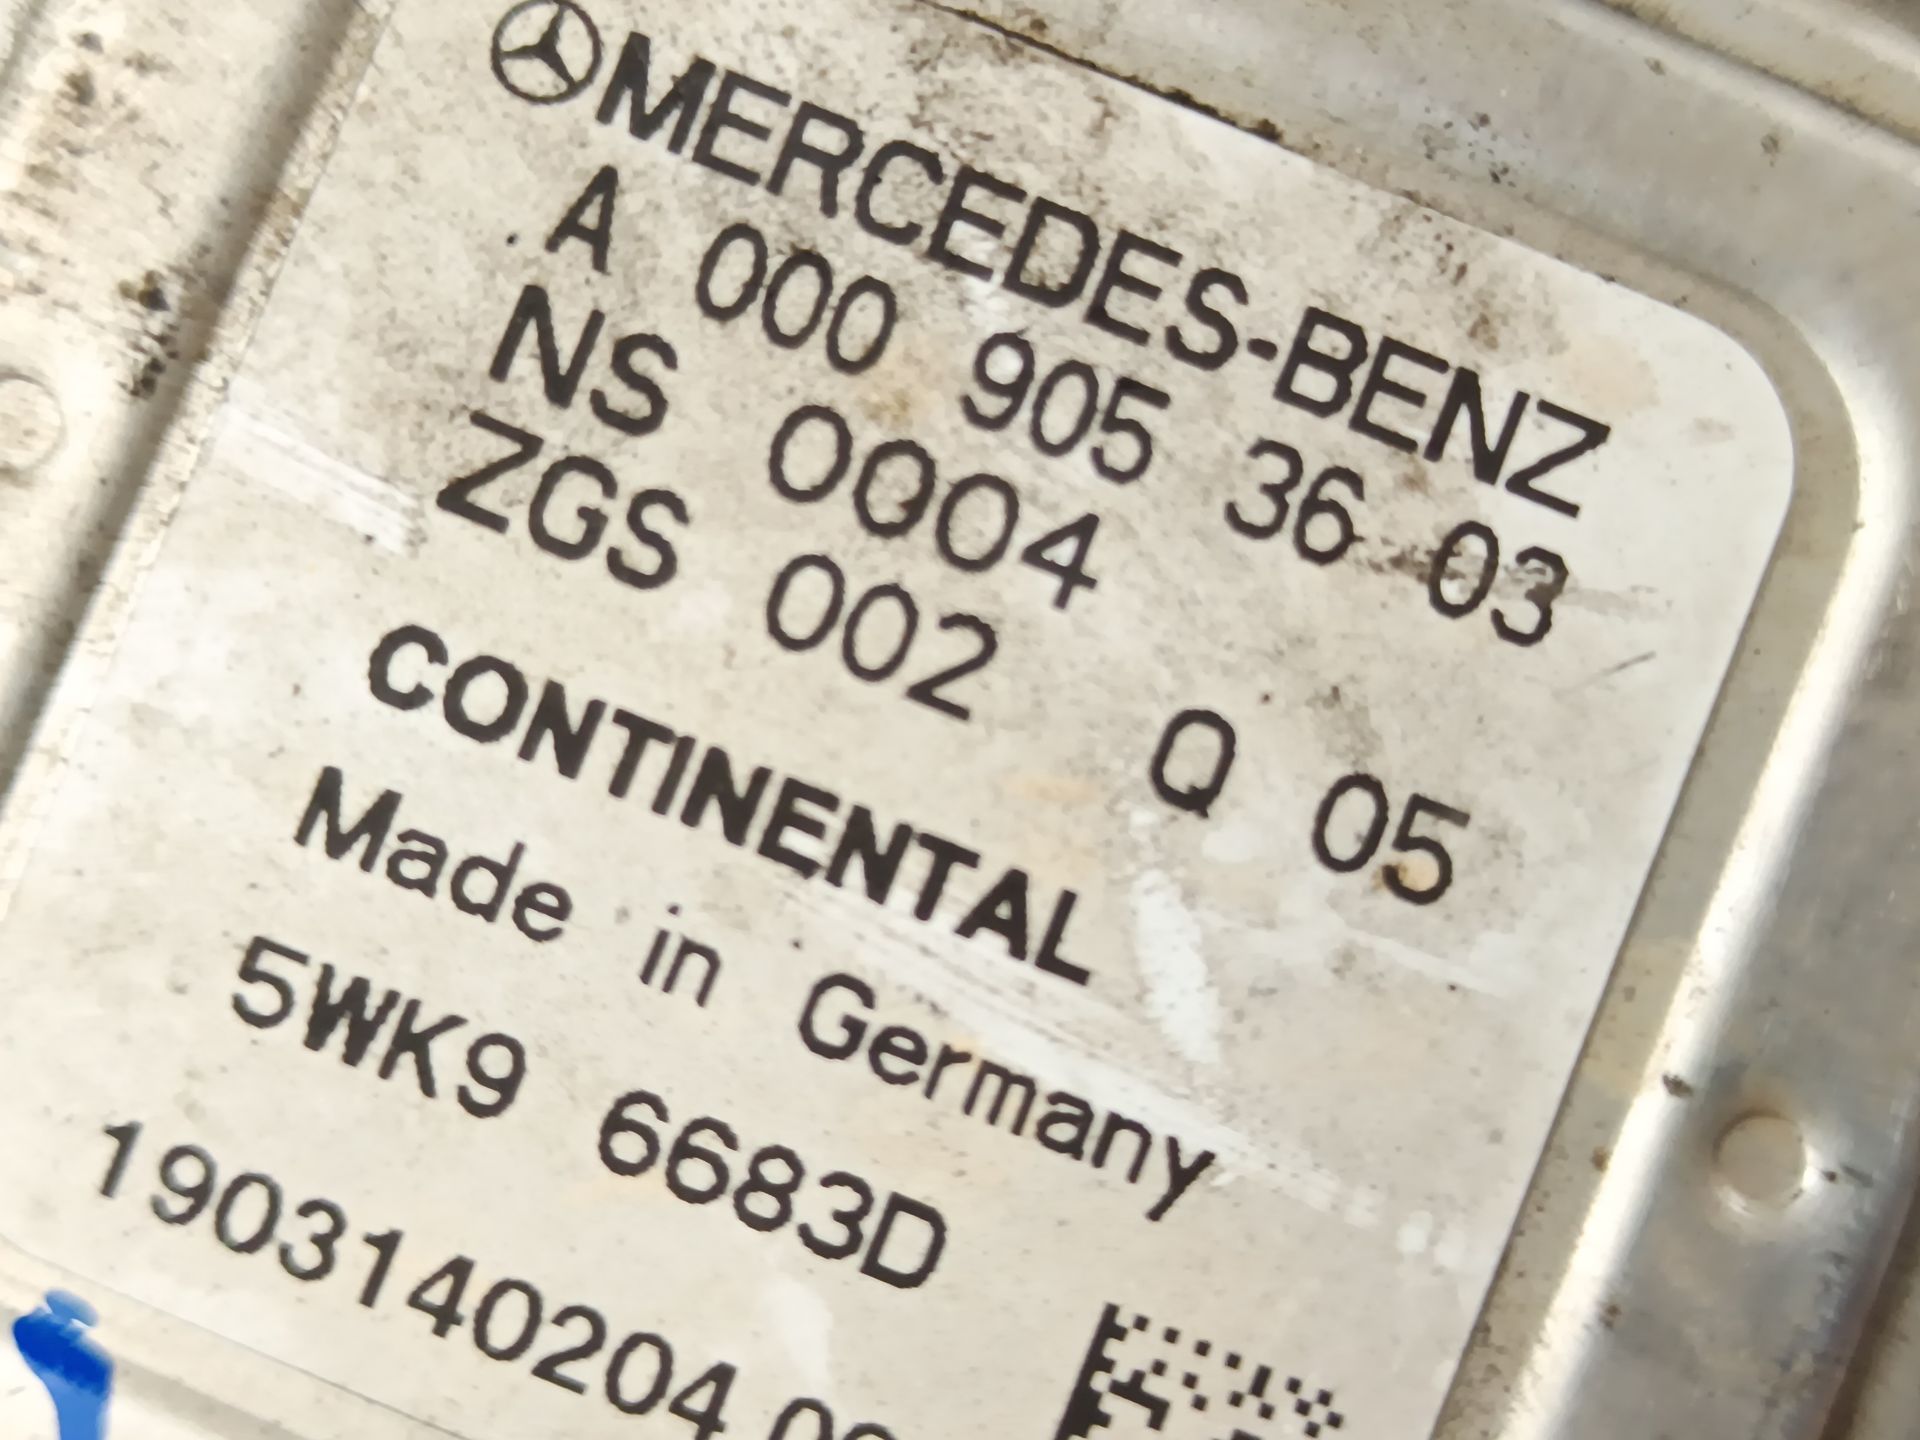 MERCEDES-BENZ
A 000 905 36 03
NS 0004
ZGS 002 Q 05
CONTINENTAL
Made in Germany
5WK9 6683D
1903140204